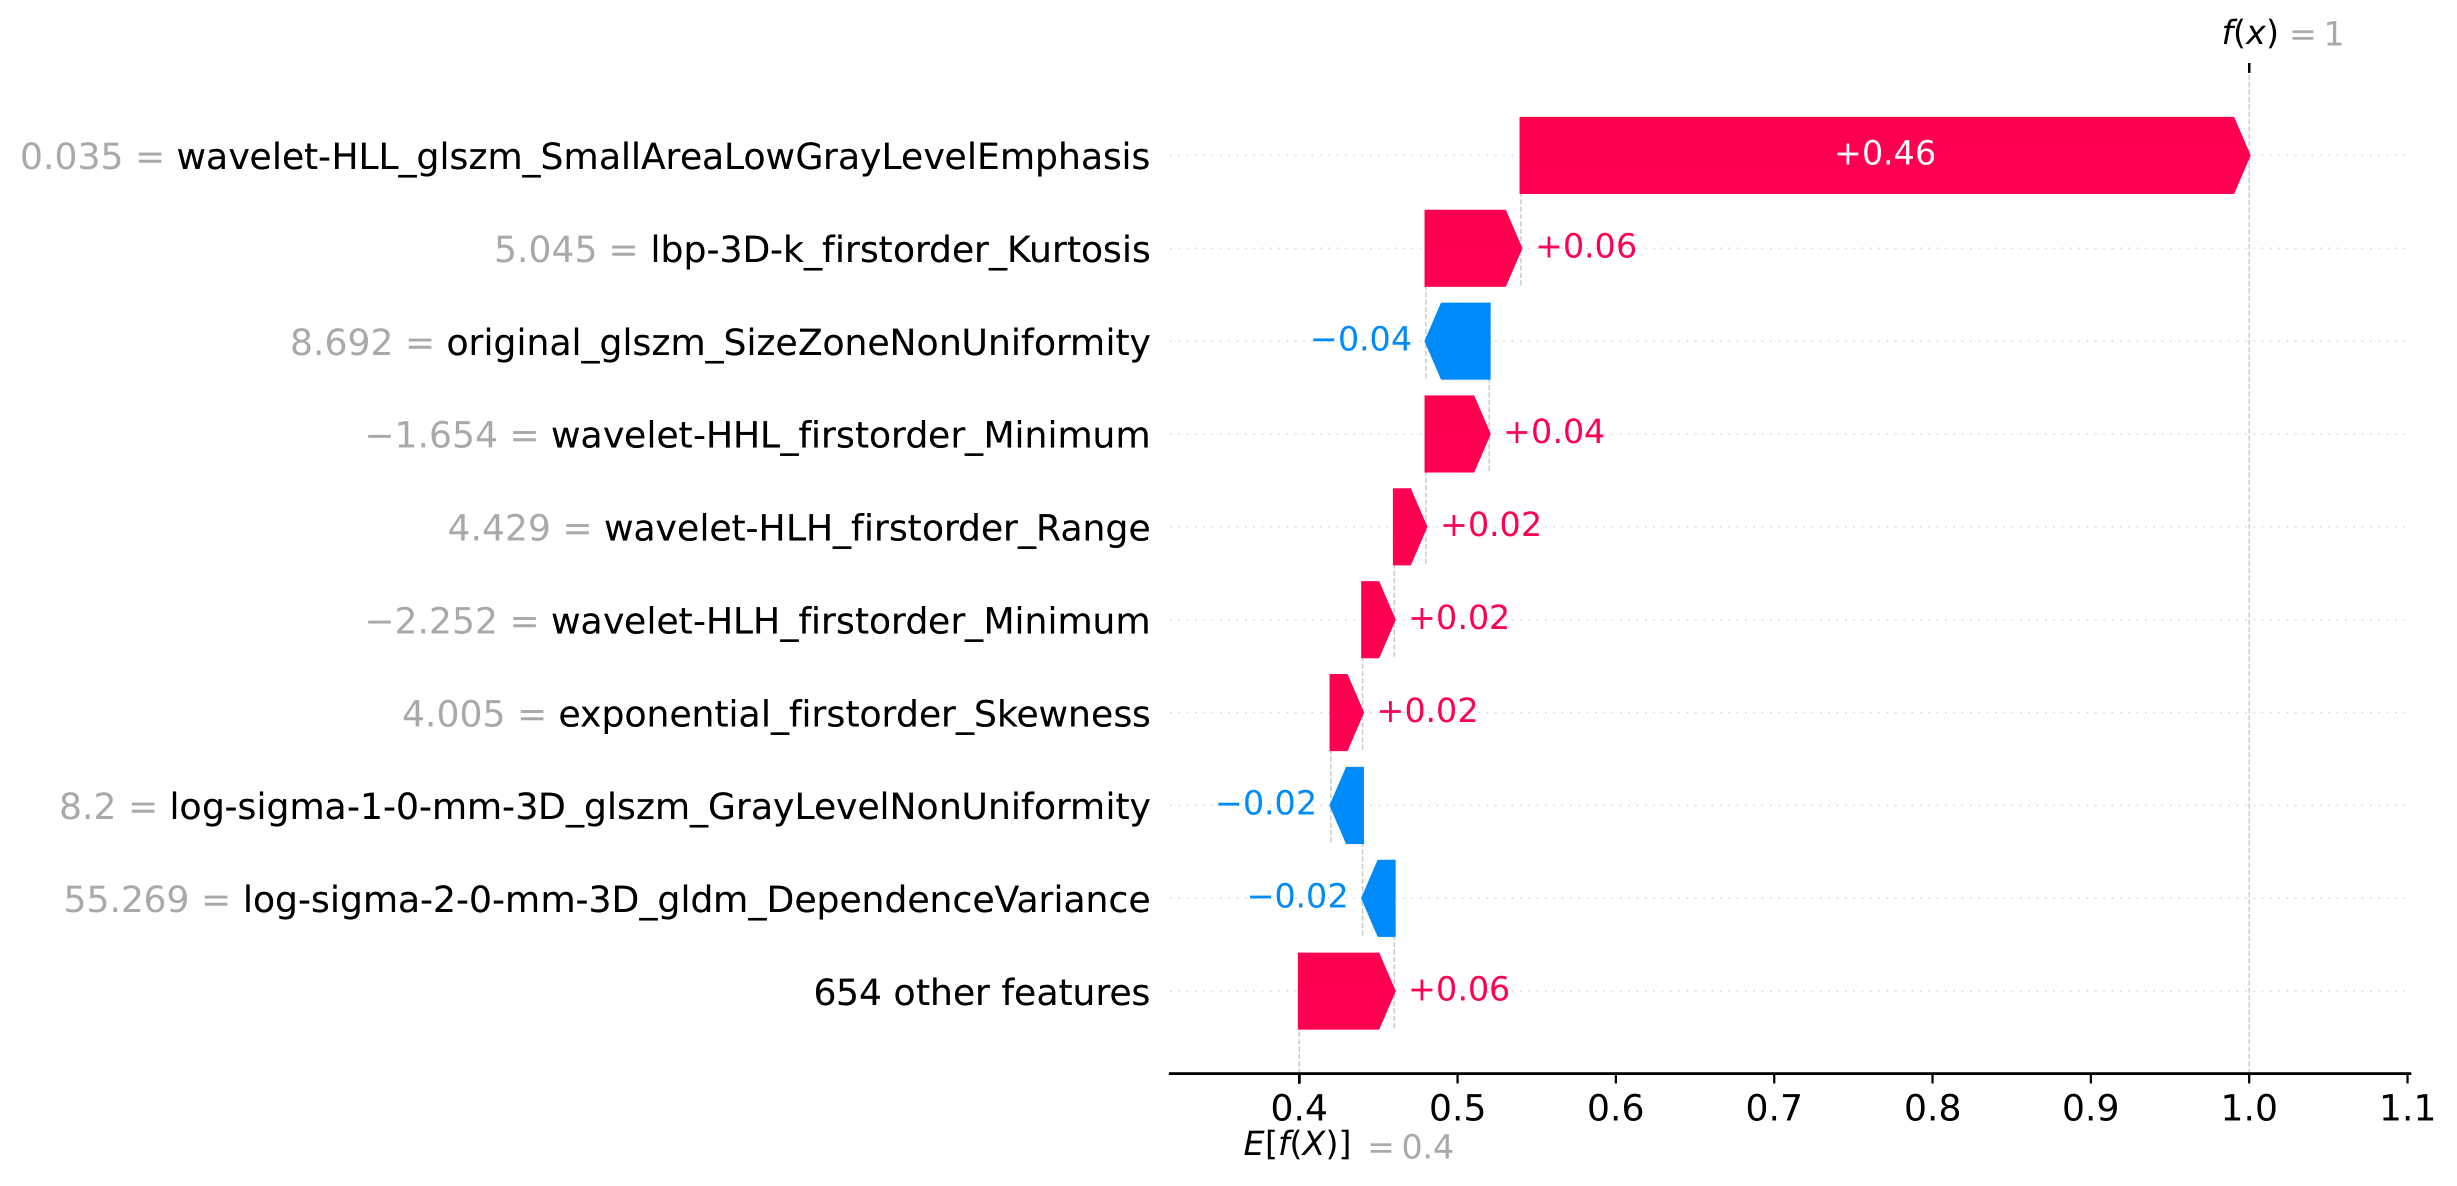 f(x) = 1
0.035 = wavelet-HLL_glszm_SmallAreaLowGrayLevelEmphasis +0.46
5.045 = lbp-3D-k_firstorder_Kurtosis +0.06
8.692 = original_glszm_SizeZoneNonUniformity −0.04
−1.654 = wavelet-HHL_firstorder_Minimum +0.04
4.429 = wavelet-HLH_firstorder_Range +0.02
−2.252 = wavelet-HLH_firstorder_Minimum +0.02
4.005 = exponential_firstorder_Skewness +0.02
8.2 = log-sigma-1-0-mm-3D_glszm_GrayLevelNonUniformity −0.02
55.269 = log-sigma-2-0-mm-3D_gldm_DependenceVariance −0.02
654 other features +0.06
0.4 0.5 0.6 0.7 0.8 0.9 1.0 1.1
E[f(X)] = 0.4